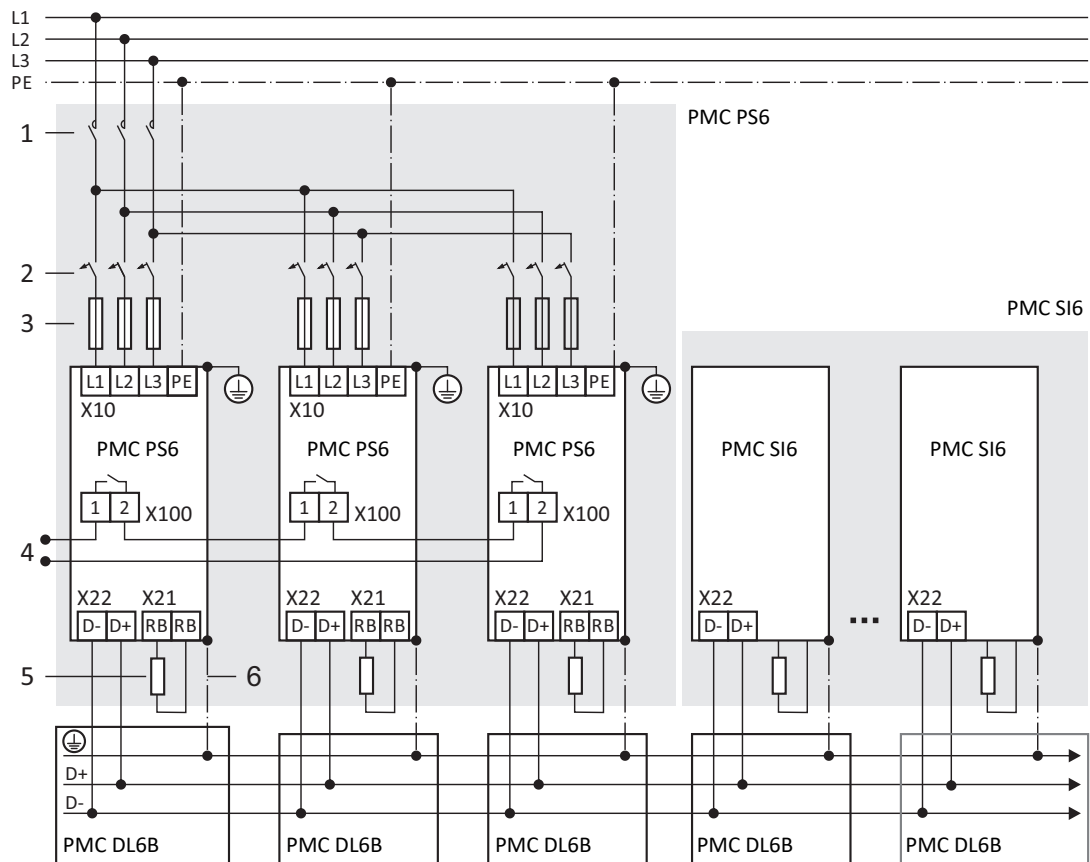 L1
L2
L3
PE
PMC PS6
1
2
3
PMC SI6
L1 L2 L3 PE
L1 L2 L3 PE
L1 L2 L3 PE
X10
X10
X10
PMC PS6
PMC PS6
PMC PS6
PMC SI6
PMC SI6
1 2 X100
1 2 X100
1 2 X100
4
X22 X21
X22 X21
X22 X21
X22
X22
D- D+ RB RB
D- D+ RB RB
D- D+ RB RB
D- D+
...
D- D+
5
6
D+
D-
PMC DL6B
PMC DL6B
PMC DL6B
PMC DL6B
PMC DL6B